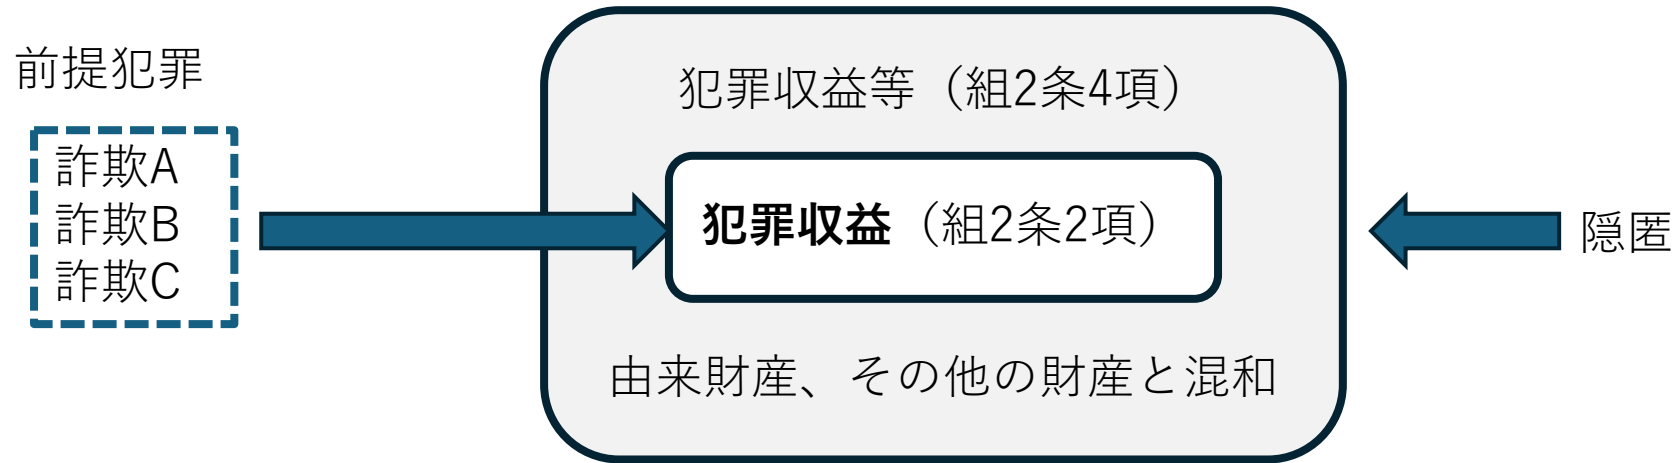 前提犯罪
詐欺A
詐欺B
詐欺C
犯罪収益等（組2条4項）
犯罪収益（組2条2項）
由来財産、その他の財産と混和
隠匿